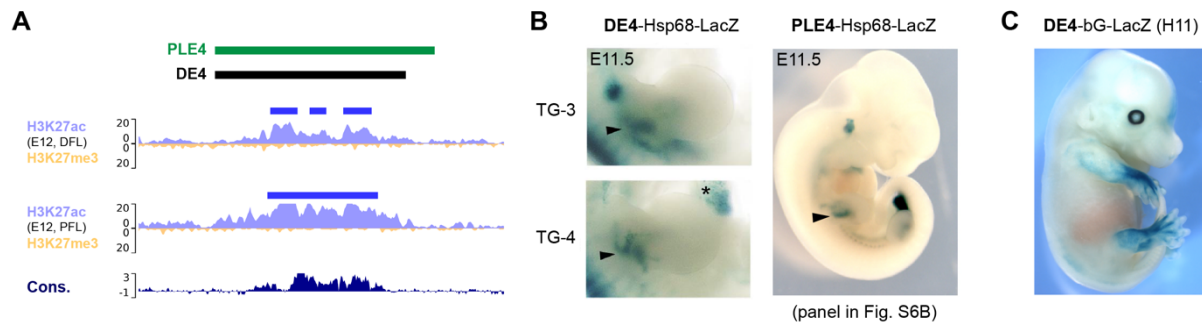 A
PLE4
DE4
H3K27ac
(E12, DFL)
H3K27me3
20
0
20
H3K27ac
(E12, PFL)
H3K27me3
20
0
20
Cons.
3
-1
B
DE4-Hsp68-LacZ
PLE4-Hsp68-LacZ
E11.5
E11.5
TG-3
TG-4
*
(panel in Fig. S6B)
C
DE4-bG-LacZ (H11)